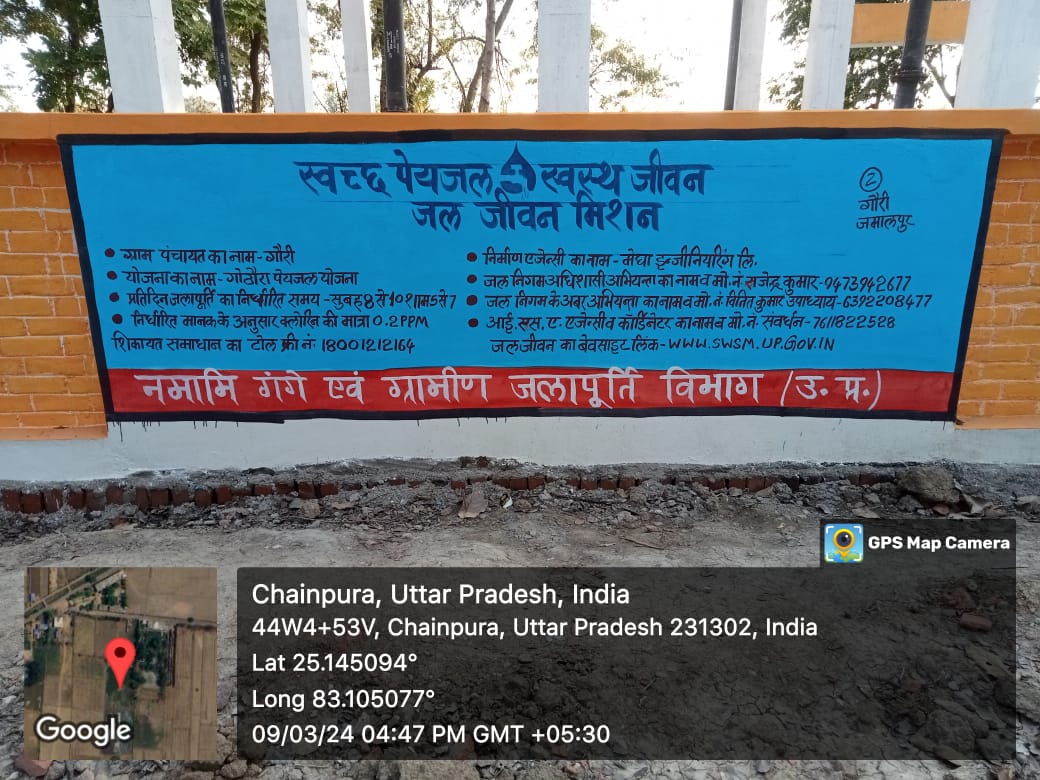 स्वच्छ पेयजल स्वस्थ जीवन
जल जीवन मिशन
② गौरी
जमालपुर
● ग्राम पंचायत का नाम - गौरी
● योजना का नाम - गोठौरा पेयजल योजना
● प्रतिदिन जलापूर्ति का निर्धारित समय - सुबह 8 से 10 शाम 5 से 7
● निर्धारित मानक के अनुसार क्लोरिन की मात्रा 0.2 PPM
शिकायत समाधान का टोल फ्री नं: 18001212164
● निर्माण एजेन्सी का नाम - मेघा इन्जीनियरिंग लि.
● जल निगम अधिशासी अभियन्ता का नाम व मो. नं. राजेन्द्र कुमार - 9473942677
● जल निगम के अवर अभियन्ता का नाम व मो. नं. विनित कुमार उपाध्याय - 6392208477
● आई. एस. ए. एजेन्सी व कॉर्डिनेटर का नाम व मो. नं. संवर्धन - 7611822528
जल जीवन का बेवसाइट लिंक - WWW.SWSM.UP.GOV.IN
नमामि गंगे एवं ग्रामीण जलापूर्ति विभाग (उ. प्र.)
GPS Map Camera
Google
Chainpura, Uttar Pradesh, India
44W4+53V, Chainpura, Uttar Pradesh 231302, India
Lat 25.145094°
Long 83.105077°
09/03/24 04:47 PM GMT +05:30